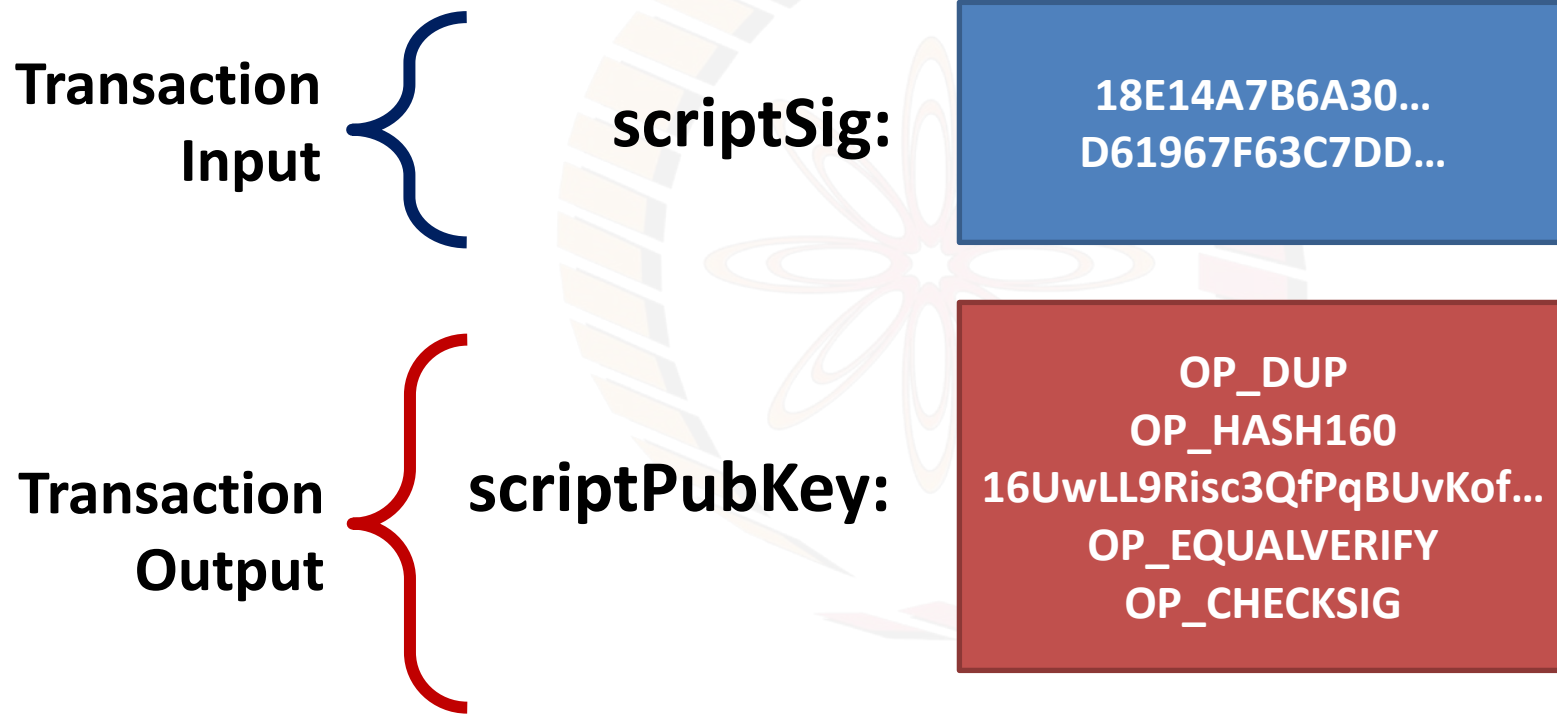 Transaction
Input
scriptSig:
18E14A7B6A30…
D61967F63C7DD…
Transaction
Output
scriptPubKey:
OP_DUP
OP_HASH160
16UwLL9Risc3QfPqBUvKof…
OP_EQUALVERIFY
OP_CHECKSIG